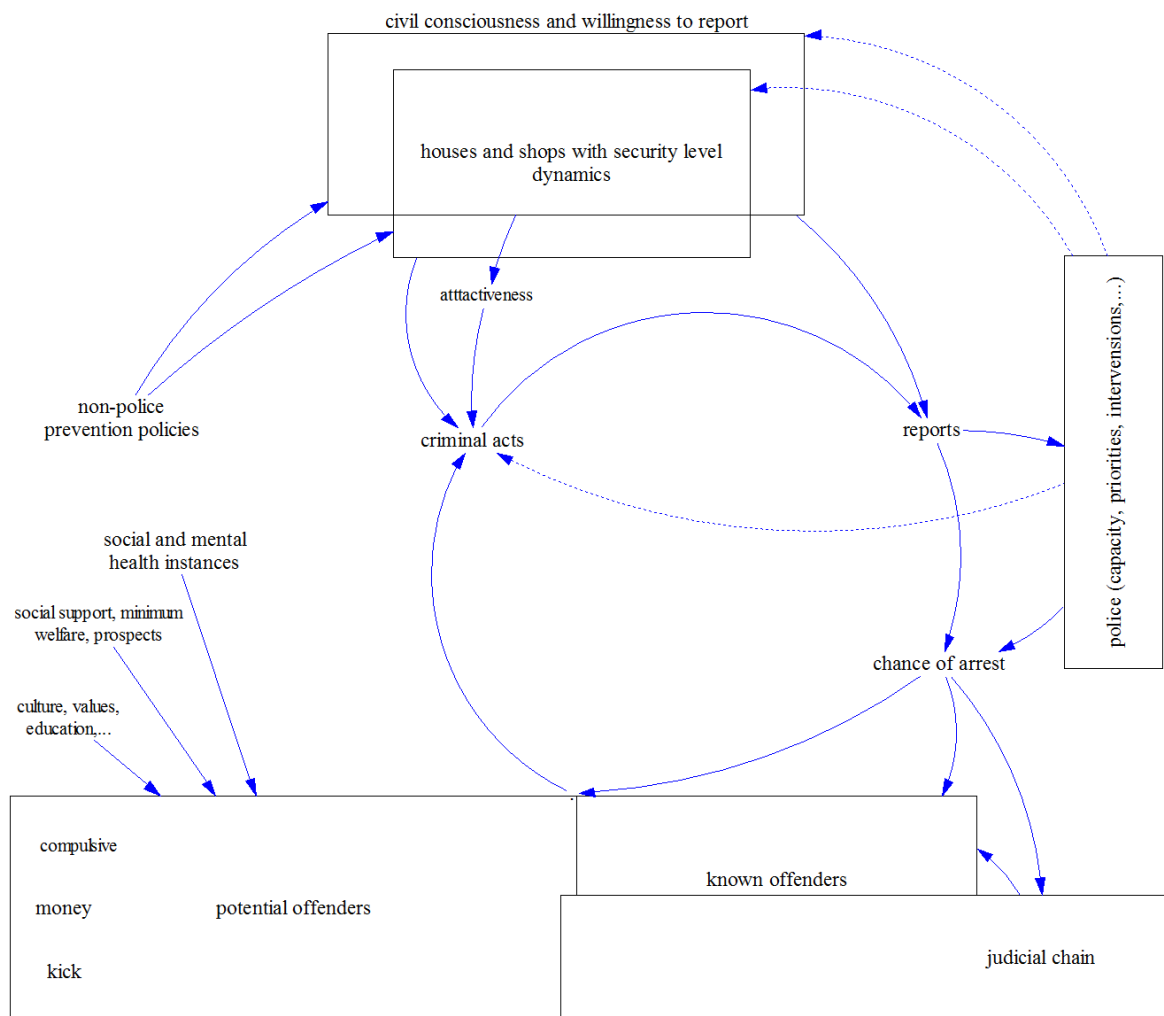 civil consciousness and willingness to report
houses and shops with security level
dynamics
atttactiveness
non-police
prevention policies
criminal acts
reports
police (capacity, priorities, intervensions,...)
social and mental
health instances
social support, minimum
welfare, prospects
chance of arrest
culture, values,
education,...
compulsive
known offenders
money
potential offenders
judicial chain
kick